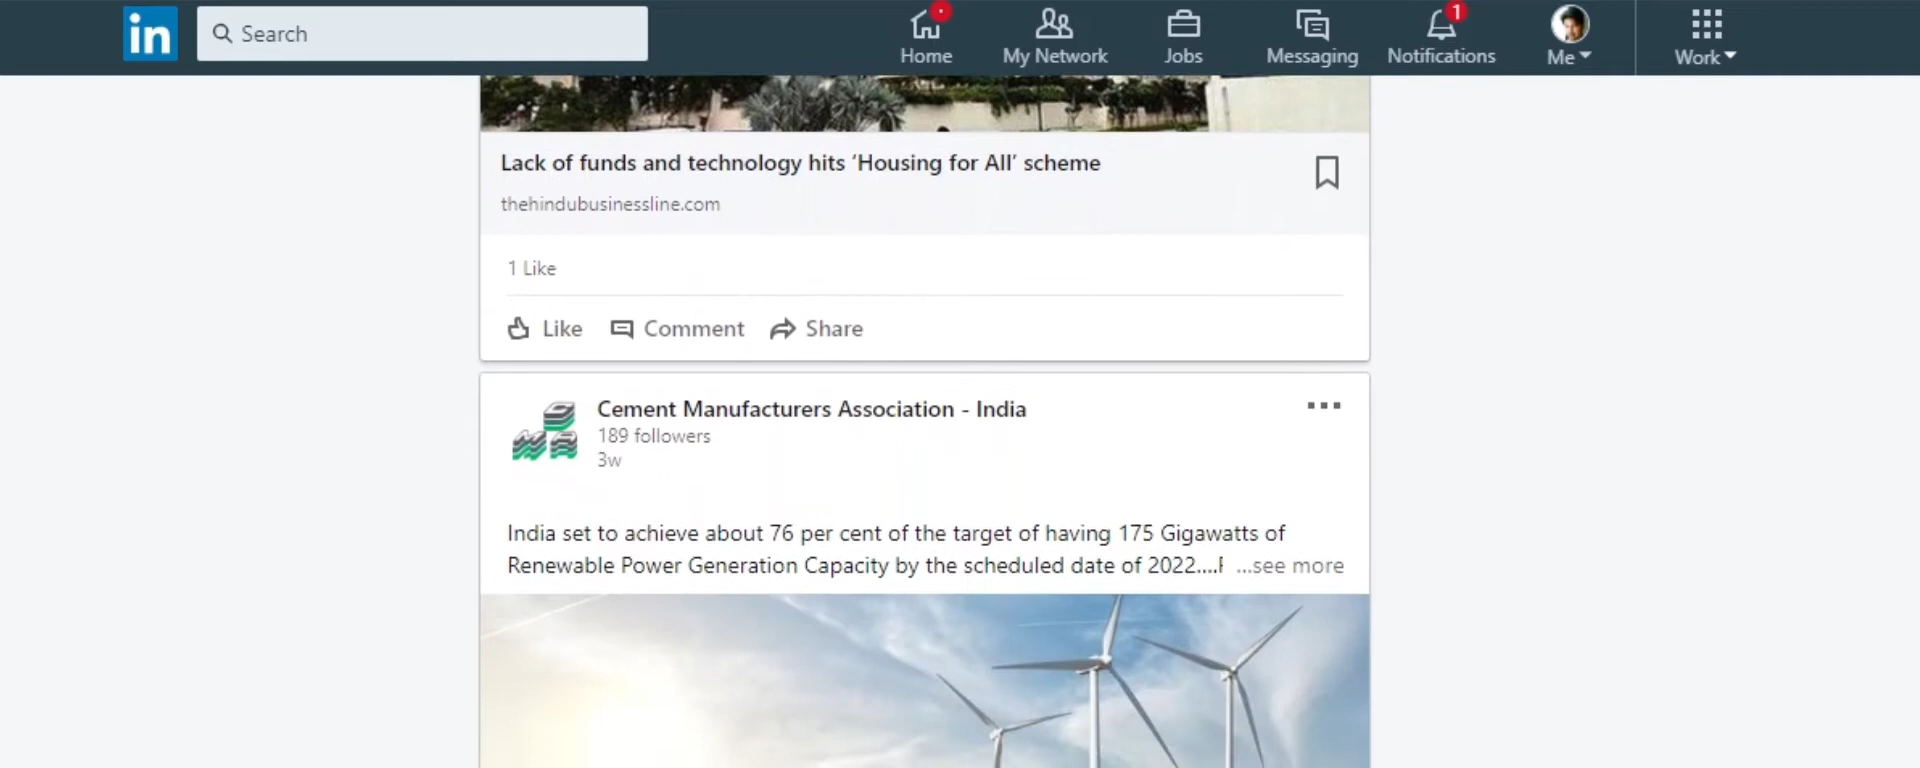 in Search
Home My Network Jobs Messaging Notifications 1 Me Work
Lack of funds and technology hits ‘Housing for All’ scheme
thehindubusinessline.com
1 Like
Like Comment Share
Cement Manufacturers Association - India
189 followers
3w
India set to achieve about 76 per cent of the target of having 175 Gigawatts of
Renewable Power Generation Capacity by the scheduled date of 2022.... ...see more